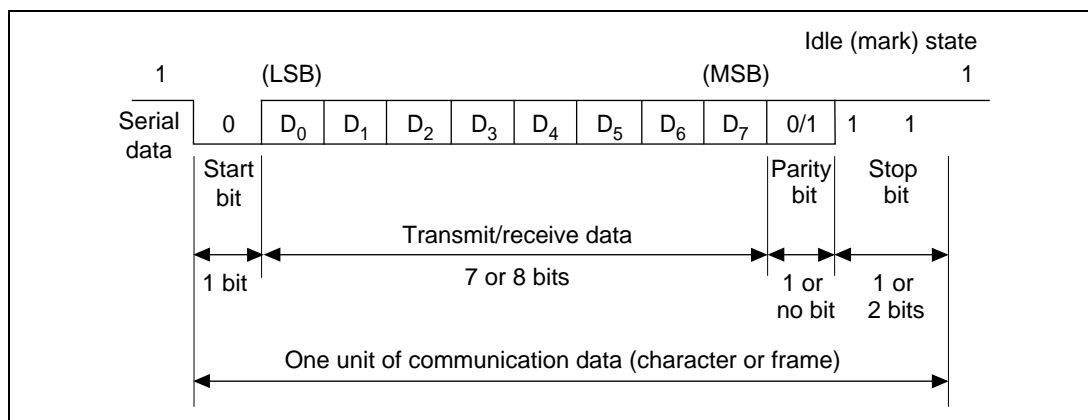 Idle (mark) state
1 (LSB) (MSB) 1
Serial data
0 D0 D1 D2 D3 D4 D5 D6 D7 0/1 1 1
Start bit
Parity bit
Stop bit
Transmit/receive data
1 bit
7 or 8 bits
1 or no bit
1 or 2 bits
One unit of communication data (character or frame)